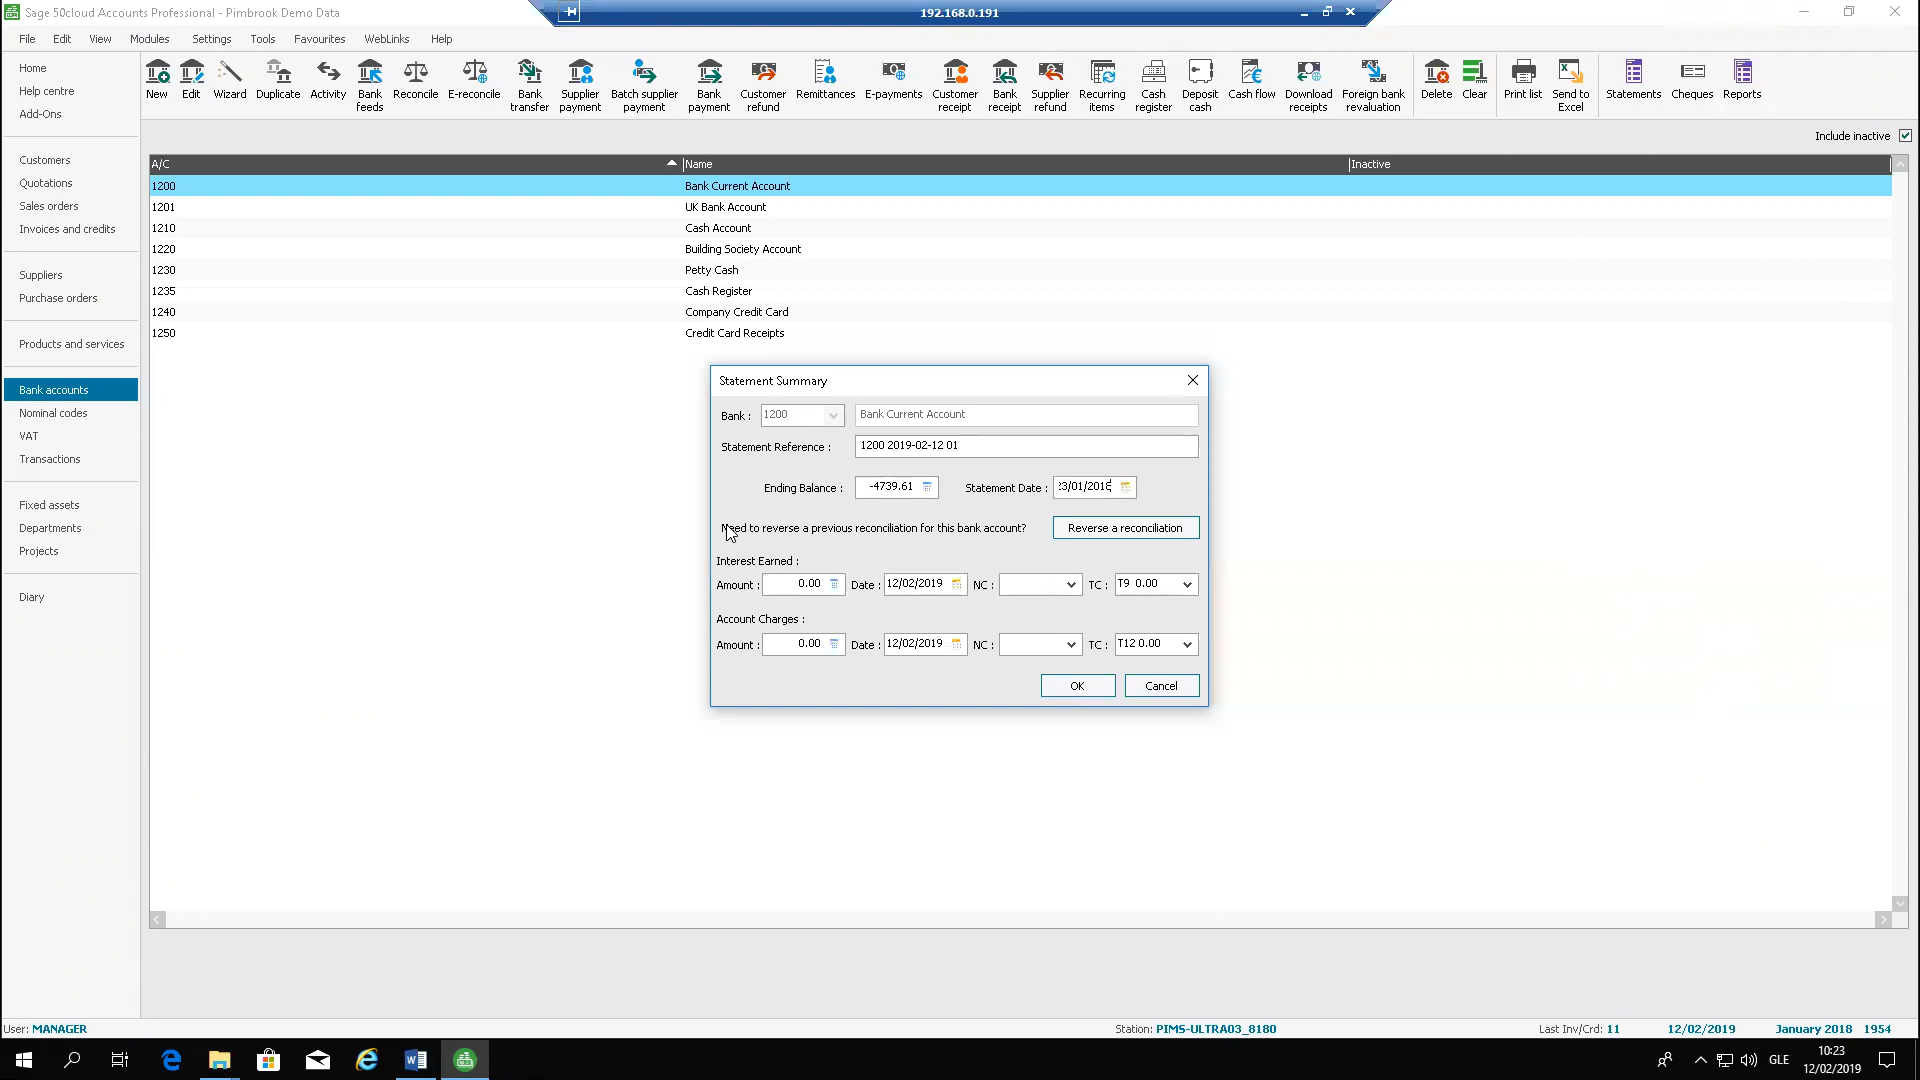 Sage 50cloud Accounts Professional - Pimbrook Demo Data
192.168.0.191
File Edit View Modules Settings Tools Favourites WebLinks Help
Home
Help centre
Add-Ons
Customers
Quotations
Sales orders
Invoices and credits
Suppliers
Purchase orders
Products and services
Bank accounts
Nominal codes
VAT
Transactions
Fixed assets
Departments
Projects
Diary
New Edit Wizard Duplicate Activity Bank feeds Reconcile E-reconcile Bank transfer Supplier payment Batch supplier payment Bank payment Customer refund Remittances E-payments Customer receipt Bank receipt Supplier refund Recurring items Cash register Deposit cash Cash flow Download receipts Foreign bank revaluation Delete Clear Print list Send to Excel Statements Cheques Reports
Include inactive
A/C Name Inactive
1200 Bank Current Account
1201 UK Bank Account
1210 Cash Account
1220 Building Society Account
1230 Petty Cash
1235 Cash Register
1240 Company Credit Card
1250 Credit Card Receipts
Statement Summary
Bank : 1200 Bank Current Account
Statement Reference : 1200 2019-02-12 01
Ending Balance : -4739.61 Statement Date :
Need to reverse a previous reconciliation for this bank account? Reverse a reconciliation
Interest Earned :
Amount : 0.00 Date : 12/02/2019 NC : TC : T9 0.00
Account Charges :
Amount : 0.00 Date : 12/02/2019 NC : TC : T12 0.00
OK Cancel
User: MANAGER Station: PIMS-ULTRA03_8180 Last Inv/Crd: 11 12/02/2019 January 2018 1954
GLE 10:23
12/02/2019